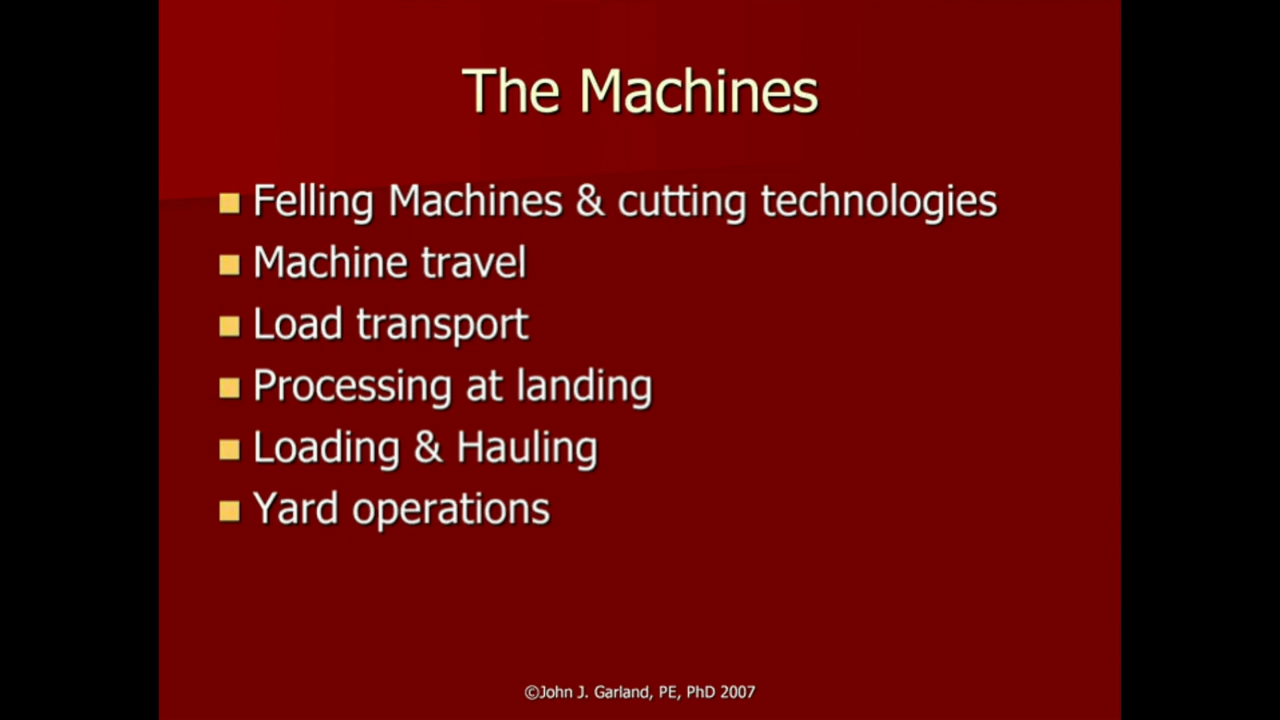 The Machines
Felling Machines & cutting technologies
Machine travel
Load transport
Processing at landing
Loading & Hauling
Yard operations
©John J. Garland, PE, PhD 2007